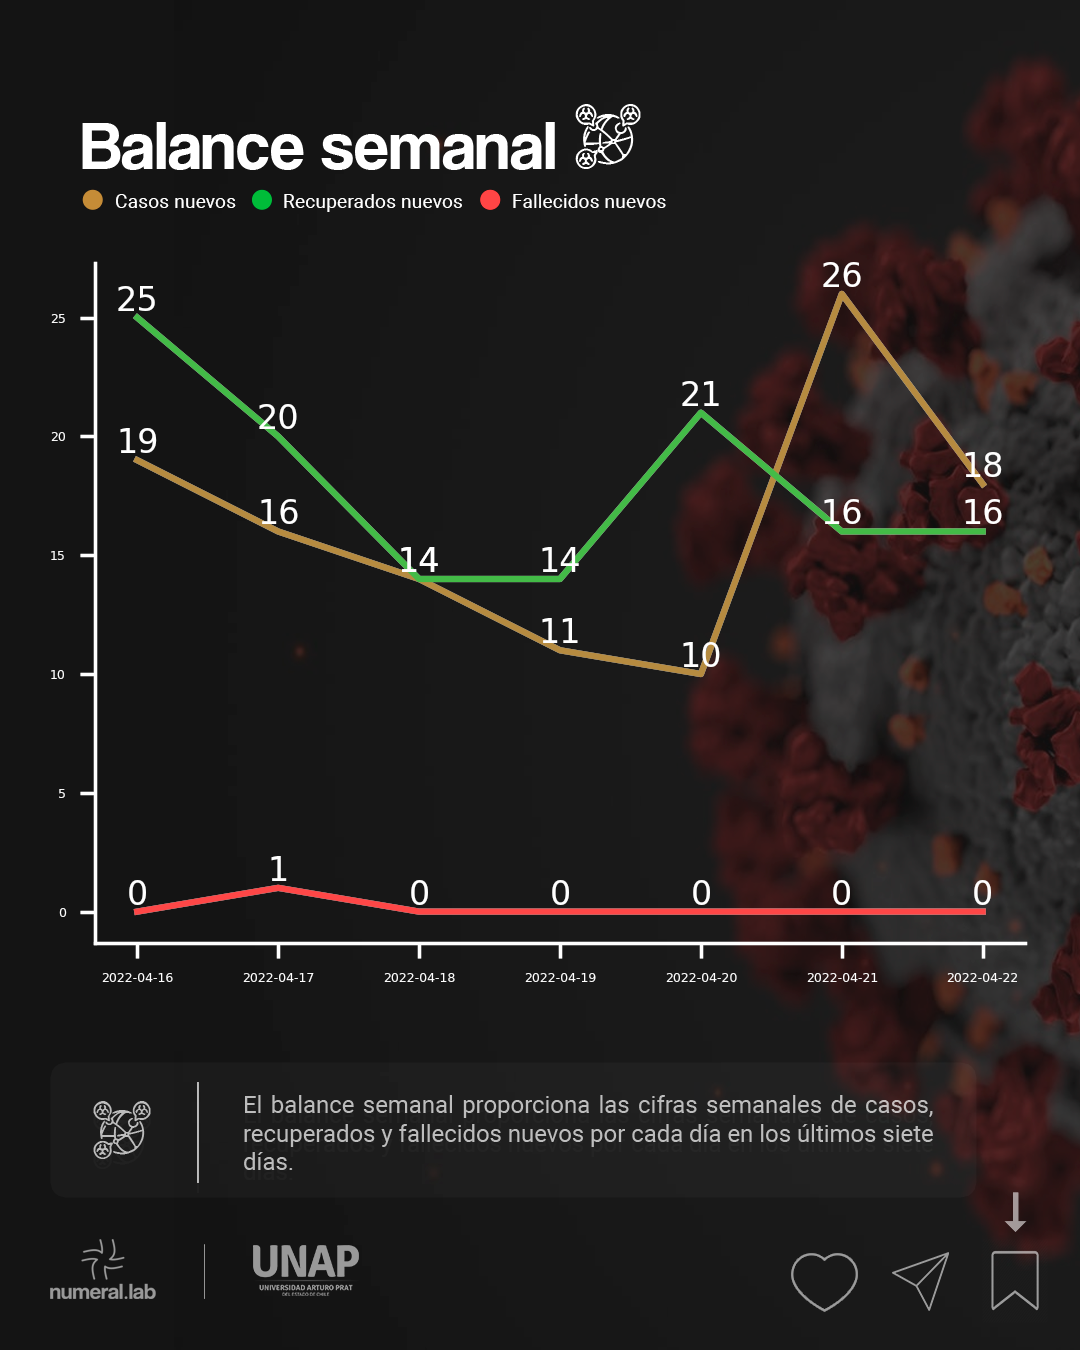 Balance semanal
Casos nuevos Recuperados nuevos Fallecidos nuevos
26
25
25
21
20
20
19
18
16
16
16
15
14
14
11
10
10
5
1
0
0
0
0
0
0
0
2022-04-16 2022-04-17 2022-04-18 2022-04-19 2022-04-20 2022-04-21 2022-04-22
El balance semanal proporciona las cifras semanales de casos,
recuperados y fallecidos nuevos por cada día en los últimos siete
días.
numeral.lab
UNAP
UNIVERSIDAD ARTURO PRAT
DEL ESTADO DE CHILE